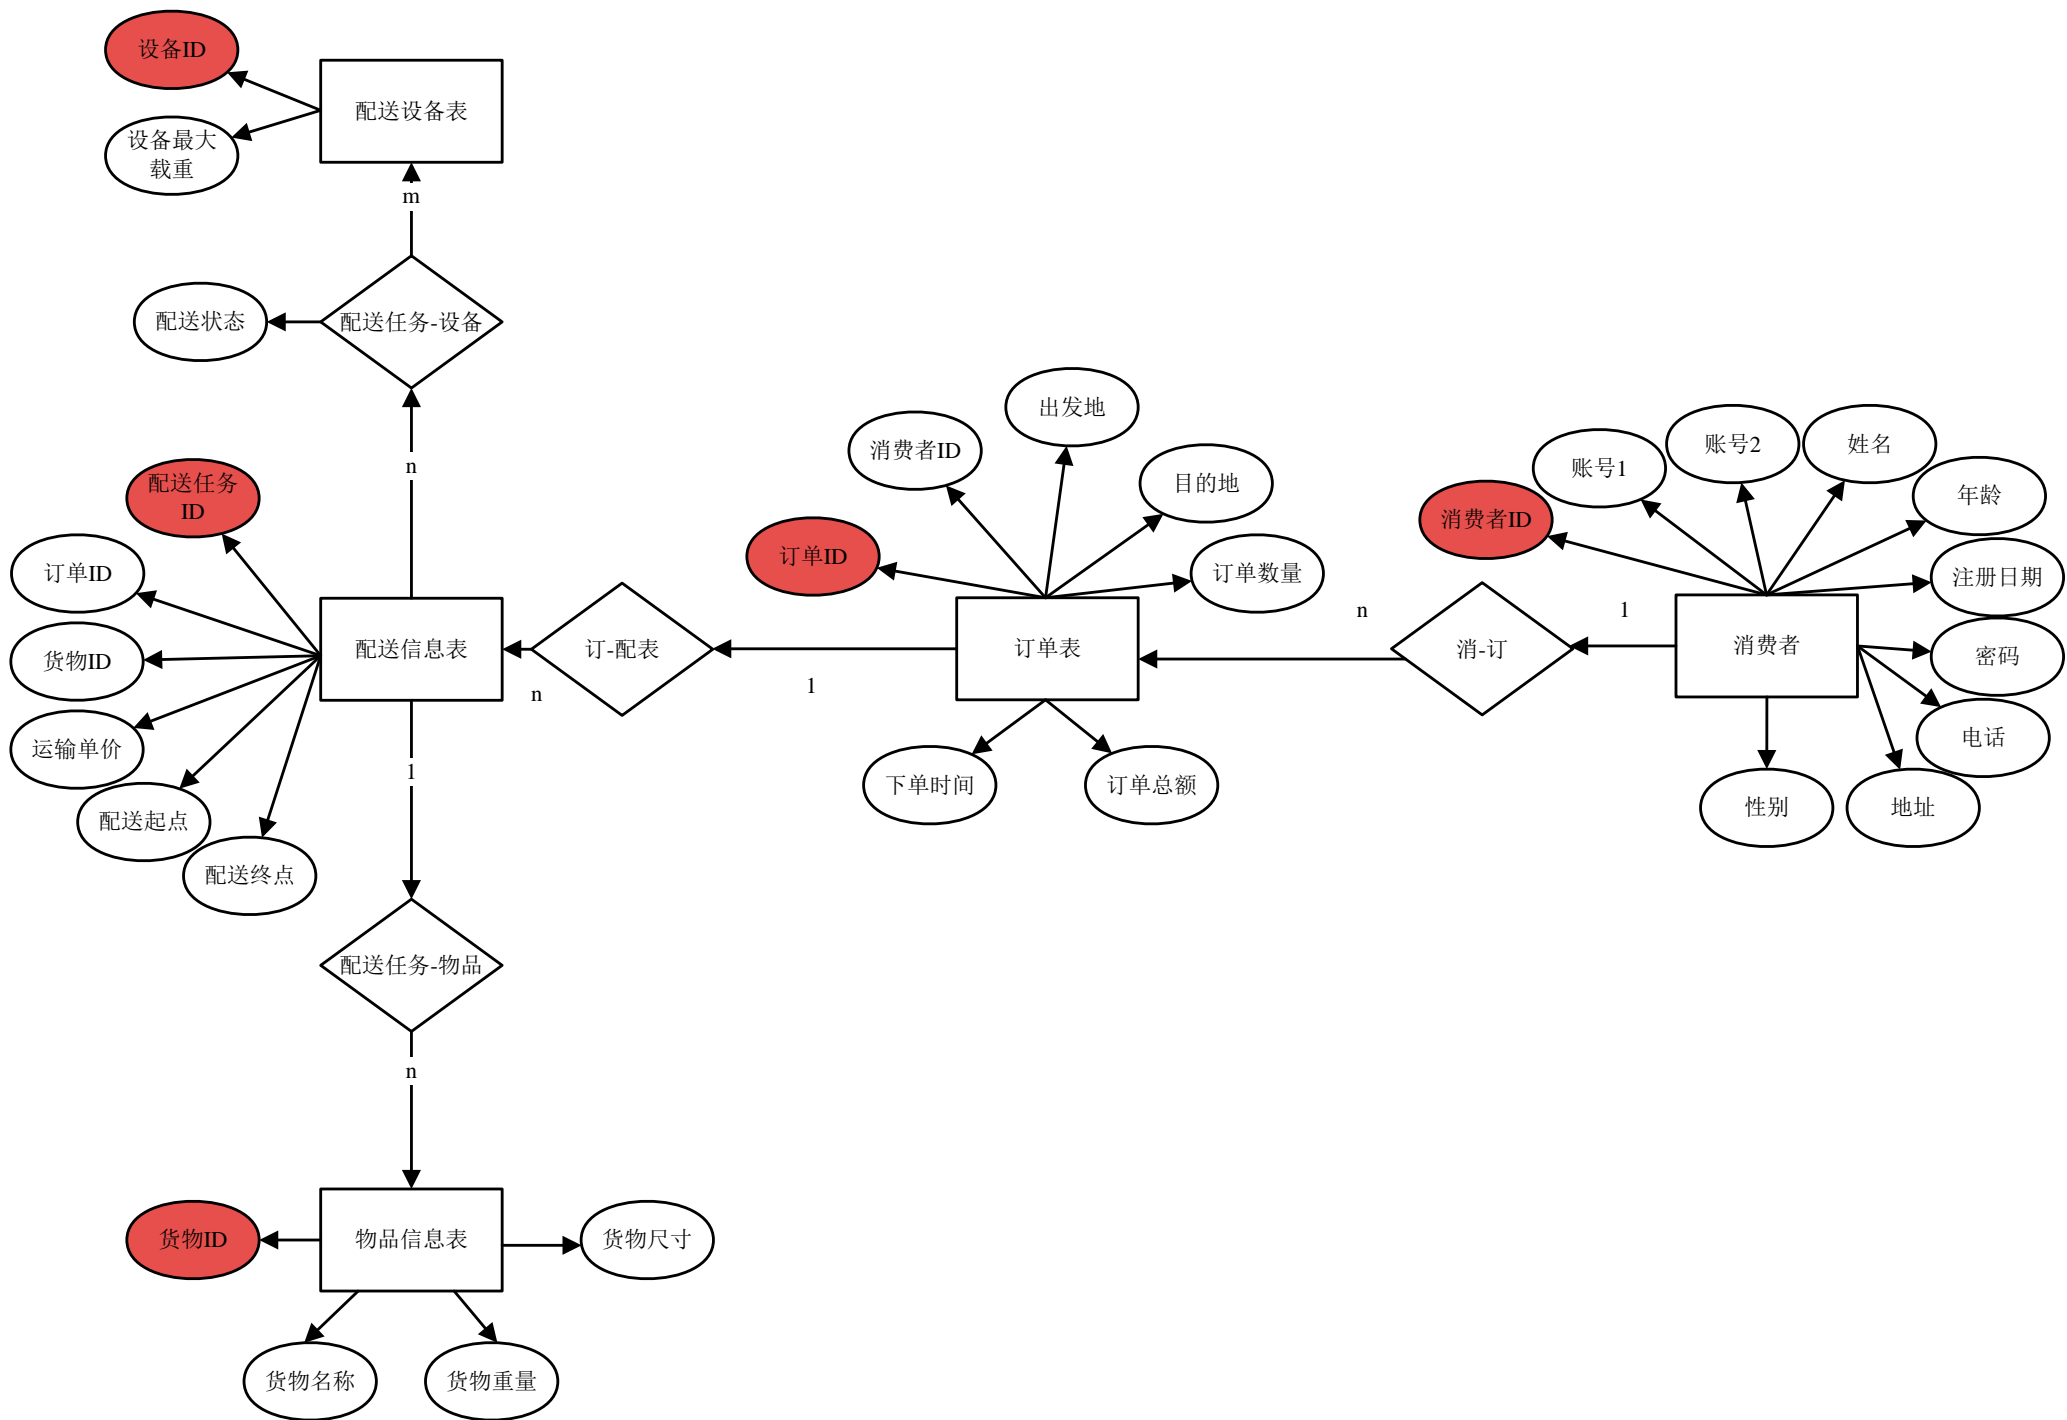 设备ID
配送设备表
设备最大
载重
m
配送状态
配送任务-设备
n
配送任务
ID
订单ID
货物ID
运输单价
配送起点
配送终点
配送信息表
n
订-配表
1
1
配送任务-物品
n
货物ID
物品信息表
货物尺寸
货物名称
货物重量
出发地
消费者ID
目的地
订单ID
订单数量
订单表
下单时间
订单总额
n
消-订
1
账号2
姓名
账号1
年龄
消费者ID
注册日期
消费者
密码
电话
性别
地址